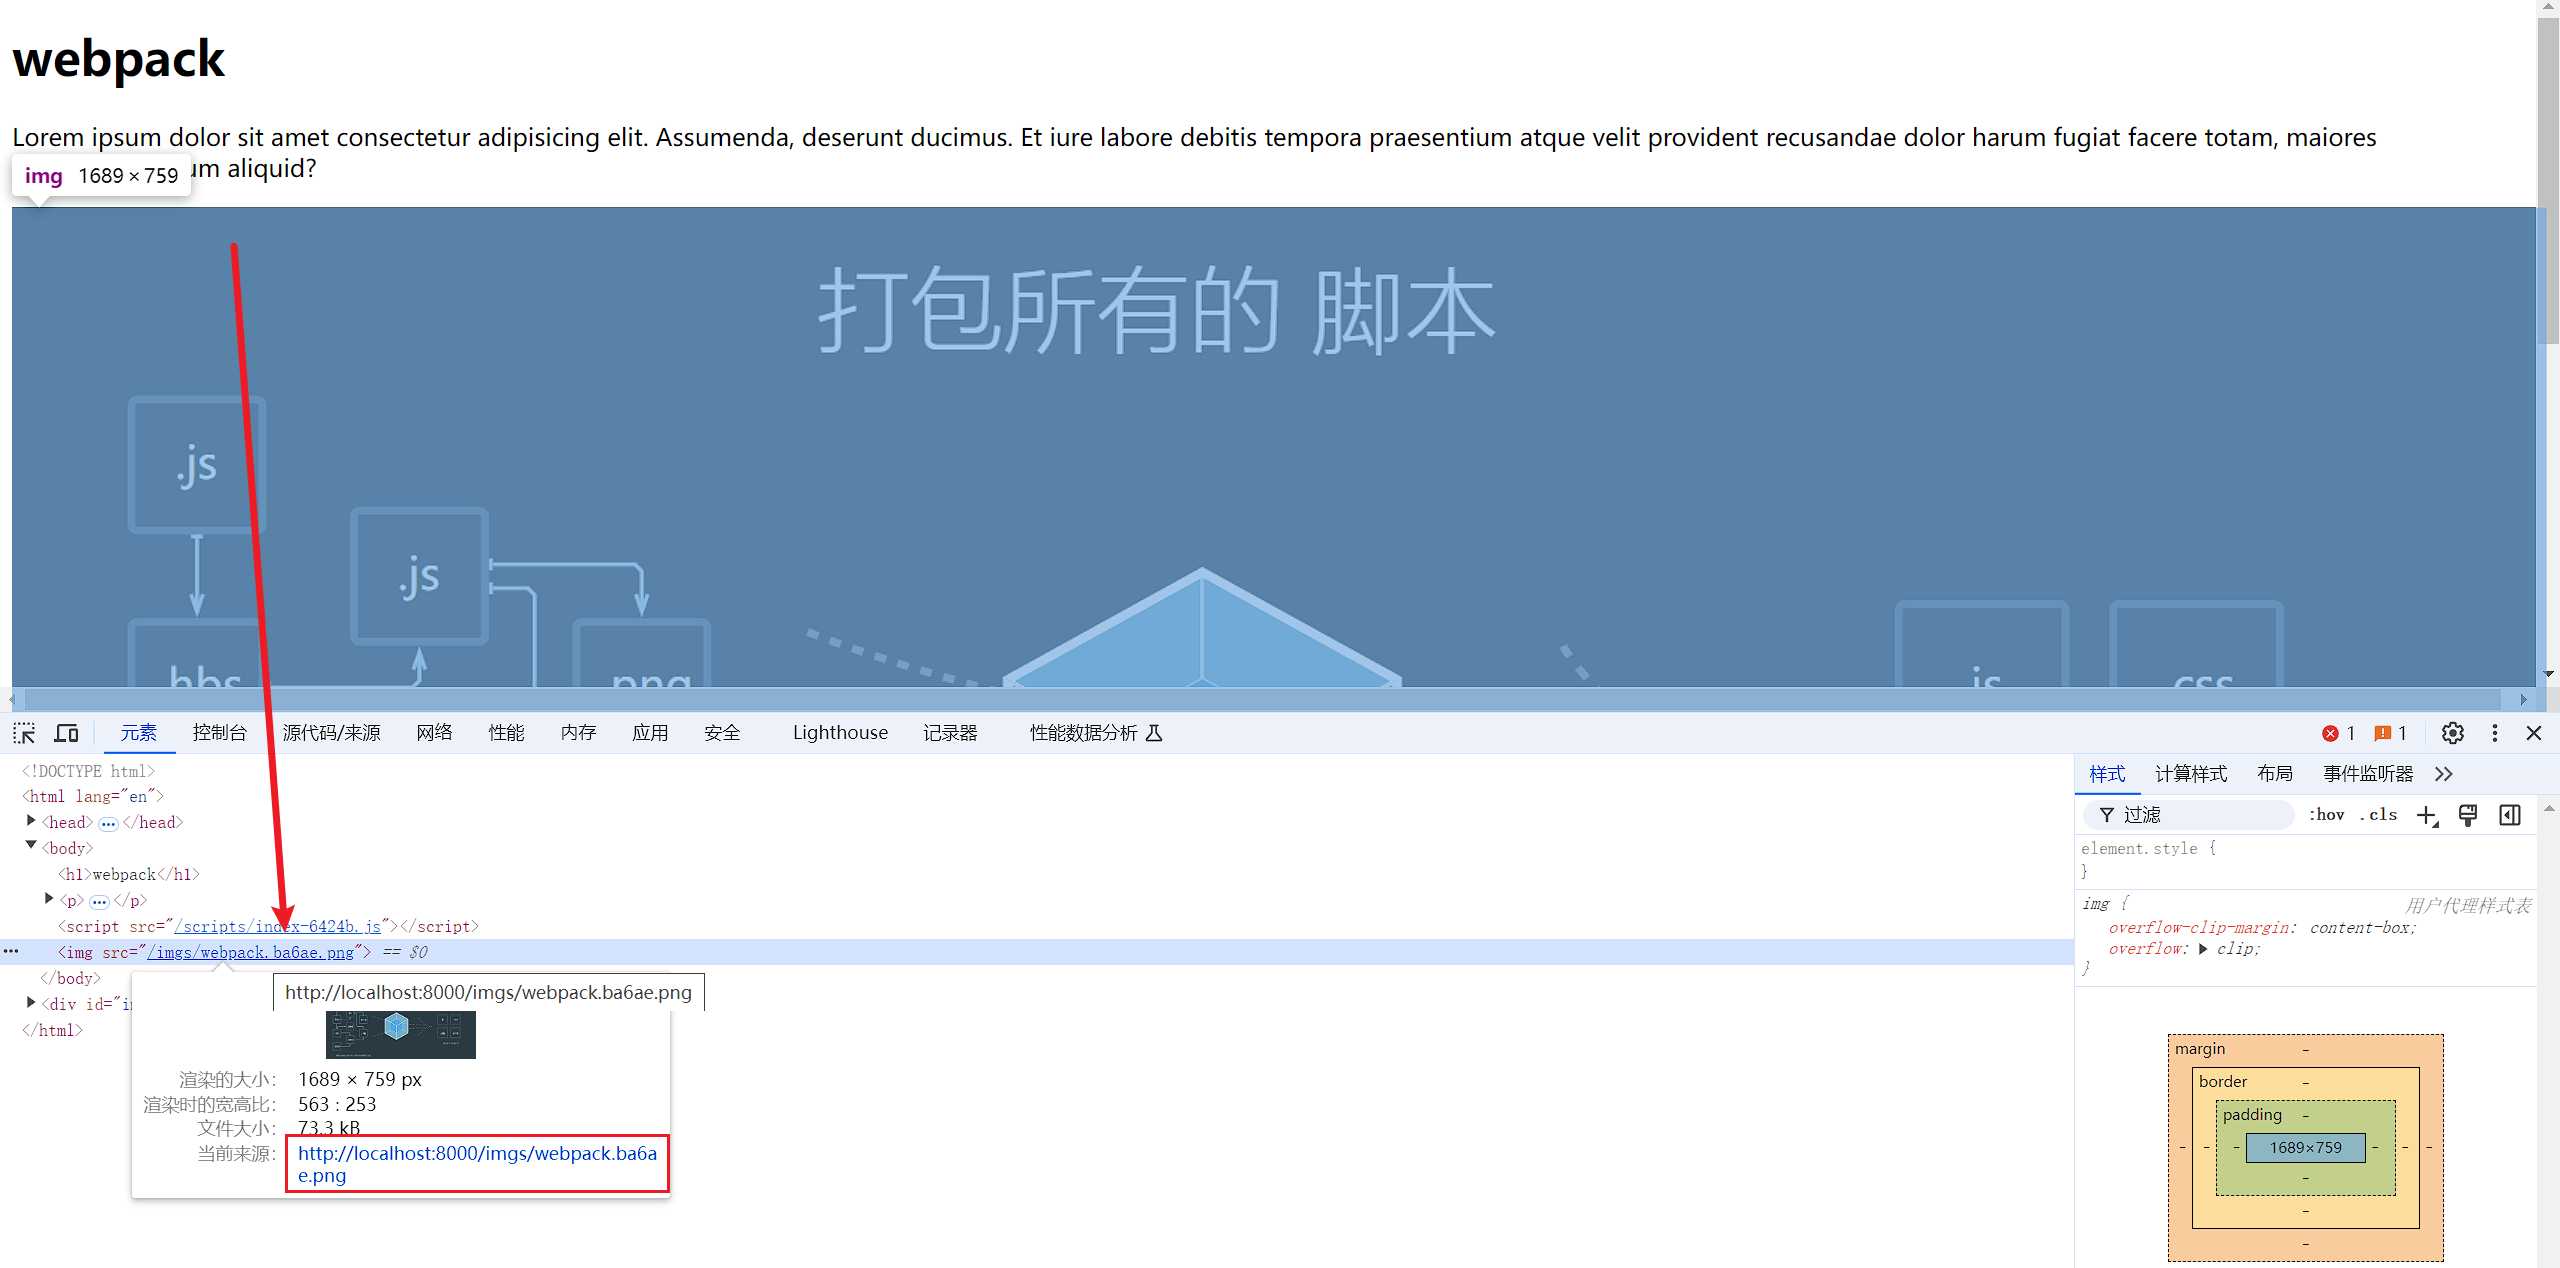 webpack
Lorem ipsum dolor sit amet consectetur adipisicing elit. Assumenda, deserunt ducimus. Et iure labore debitis tempora praesentium atque velit provident recusandae dolor harum fugiat facere totam, maiores
um aliquid?
img 1689 × 759
打包所有的 脚本
.js
.js
hbs
png
js
css
元素 控制台 源代码/来源 网络 性能 内存 应用 安全 Lighthouse 记录器 性能数据分析 1 1
<!DOCTYPE html>
<html lang="en">
<head> ••• </head>
<body>
<h1>webpack</h1>
<p> ••• </p>
<script src="/scripts/index-6424b.js"></script>
••• <img src="/imgs/webpack.ba6ae.png"> == $0
</body>
<div id="i
</html>
http://localhost:8000/imgs/webpack.ba6ae.png
渲染的大小: 1689 × 759 px
渲染时的宽高比: 563 : 253
文件大小: 73.3 kB
当前来源: http://localhost:8000/imgs/webpack.ba6a
e.png
样式 计算样式 布局 事件监听器
过滤 :hov .cls
element.style {
}
img { 用户代理样式表
overflow-clip-margin: content-box;
overflow: clip;
}
margin -
border -
padding -
- - - 1689×759 - - -
-
-
-